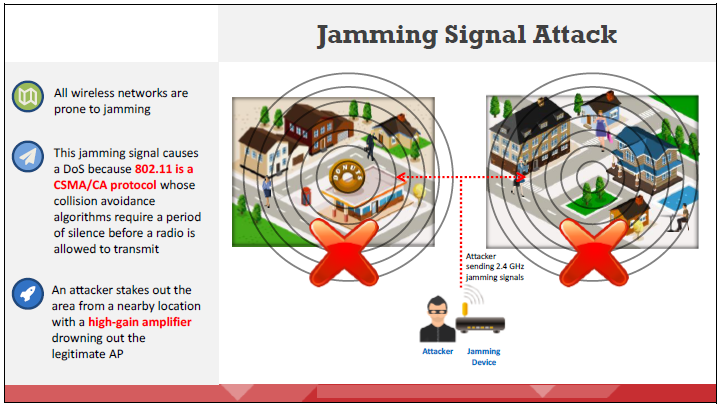 Jamming Signal Attack
All wireless networks are
prone to jamming
This jamming signal causes
a DoS because 802.11 is a
CSMA/CA protocol whose
collision avoidance
algorithms require a period
of silence before a radio is
allowed to transmit
An attacker stakes out the
area from a nearby location
with a high-gain amplifier
drowning out the
legitimate AP
DONUTS
Attacker
sending 2.4 GHz
jamming signals
Attacker
Jamming
Device